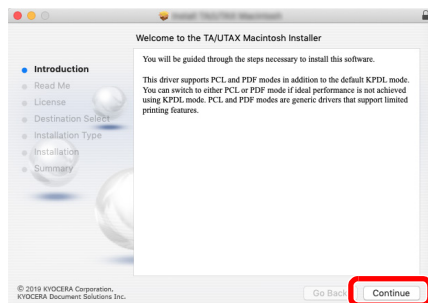 Welcome to the TA/UTAX Macintosh Installer
Introduction
Read Me
License
Destination Select
Installation Type
Installation
Summary
You will be guided through the steps necessary to install this software.
This driver supports PCL and PDF modes in addition to the default KPDL mode.
You can switch to either PCL or PDF mode if ideal performance is not achieved
using KPDL mode. PCL and PDF modes are generic drivers that support limited
printing features.
© 2019 KYOCERA Corporation,
KYOCERA Document Solutions Inc.
Go Back
Continue